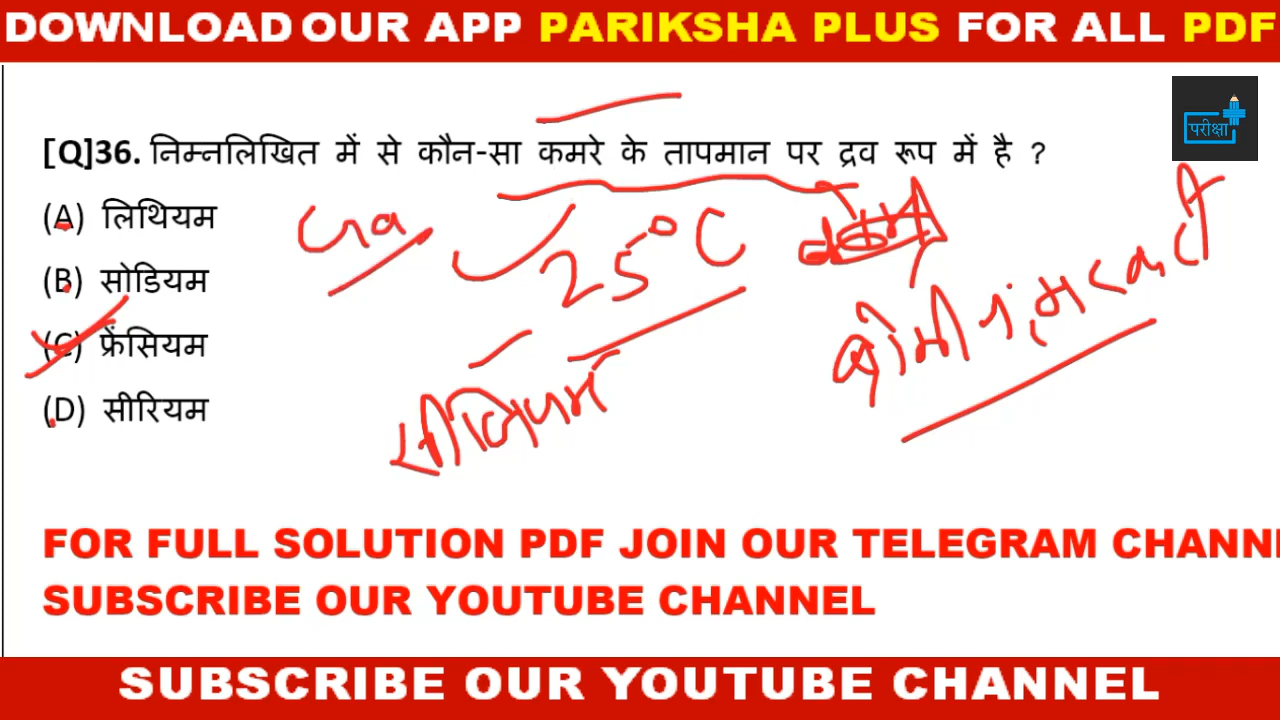 DOWNLOAD OUR APP PARIKSHA PLUS FOR ALL PDF
परीक्षा
[Q]36. निम्नलिखित में से कौन-सा कमरे के तापमान पर द्रव रूप में है ?
(A) लिथियम
(B) सोडियम
(C) फ्रेंसियम
(D) सीरियम
Ga
25°C
FOR FULL SOLUTION PDF JOIN OUR TELEGRAM CHANN
SUBSCRIBE OUR YOUTUBE CHANNEL
SUBSCRIBE OUR YOUTUBE CHANNEL